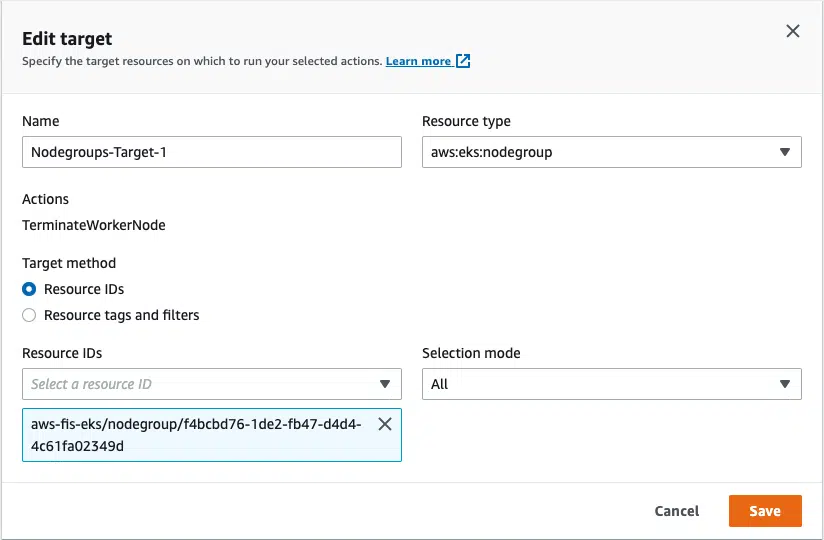 Edit target
Specify the target resources on which to run your selected actions. Learn more
Name
Resource type
Nodegroups-Target-1
aws:eks:nodegroup
Actions
TerminateWorkerNode
Target method
Resource IDs
Resource tags and filters
Resource IDs
Selection mode
Select a resource ID
All
aws-fis-eks/nodegroup/f4bcbd76-1de2-fb47-d4d4-
4c61fa02349d
Cancel
Save